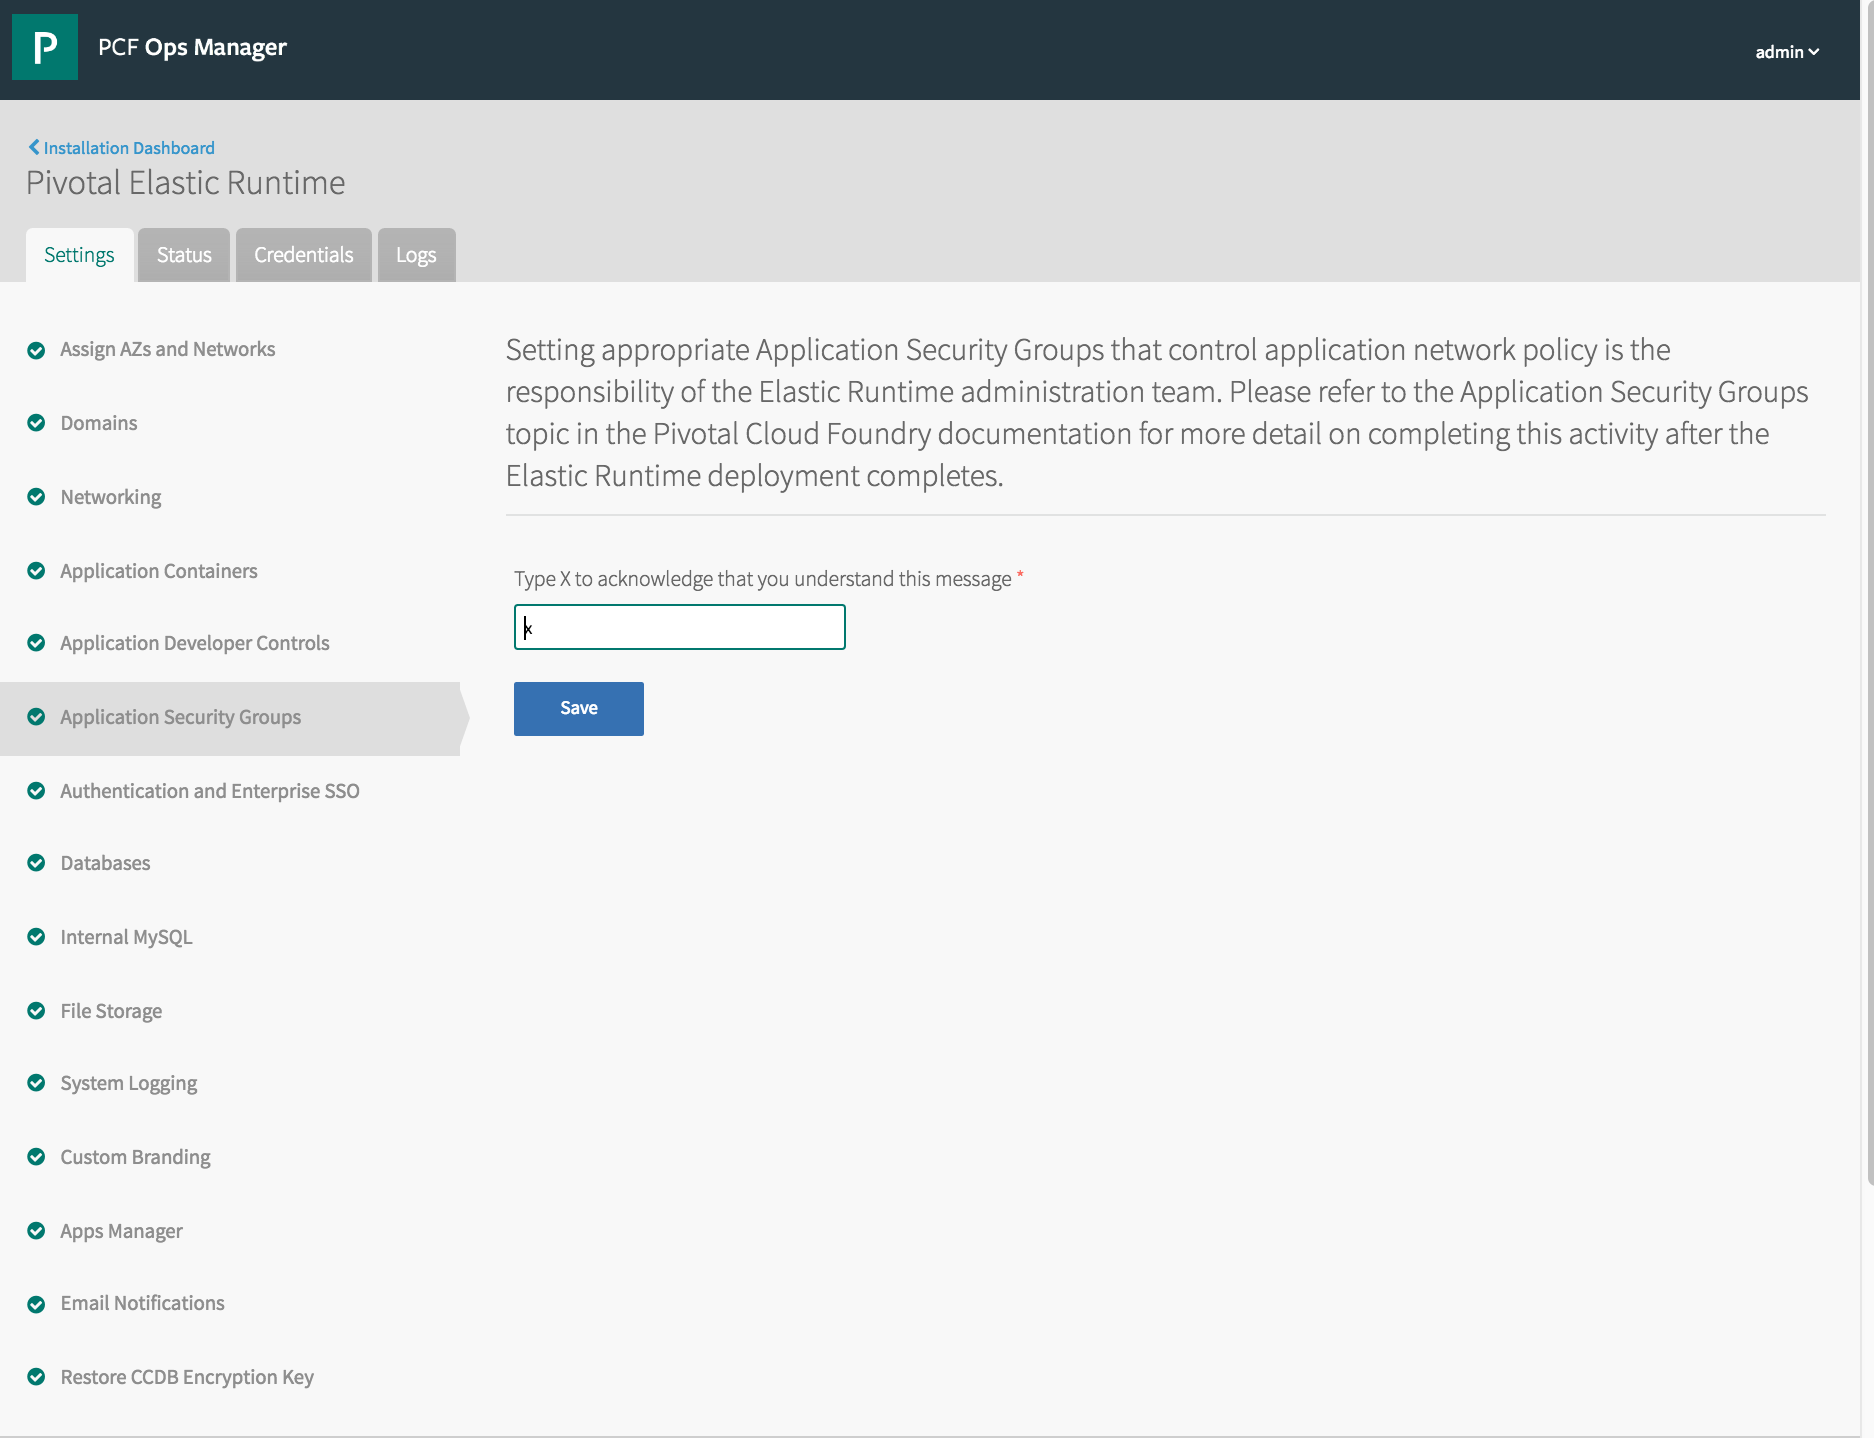 P
PCF Ops Manager
admin
Installation Dashboard
Pivotal Elastic Runtime
Settings
Status
Credentials
Logs
Assign AZs and Networks
Domains
Networking
Application Containers
Application Developer Controls
Application Security Groups
Authentication and Enterprise SSO
Databases
Internal MySQL
File Storage
System Logging
Custom Branding
Apps Manager
Email Notifications
Restore CCDB Encryption Key
Setting appropriate Application Security Groups that control application network policy is the
responsibility of the Elastic Runtime administration team. Please refer to the Application Security Groups
topic in the Pivotal Cloud Foundry documentation for more detail on completing this activity after the
Elastic Runtime deployment completes.
Type X to acknowledge that you understand this message *
x
Save